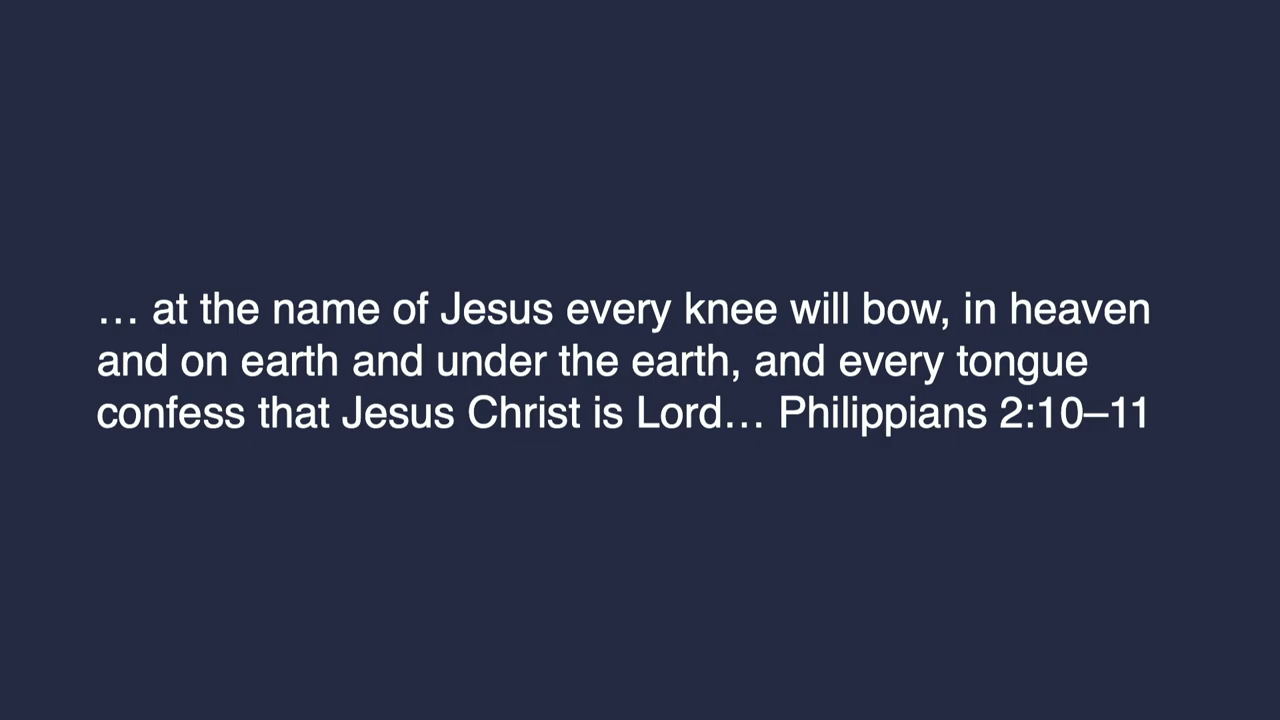 … at the name of Jesus every knee will bow, in heaven
and on earth and under the earth, and every tongue
confess that Jesus Christ is Lord… Philippians 2:10–11